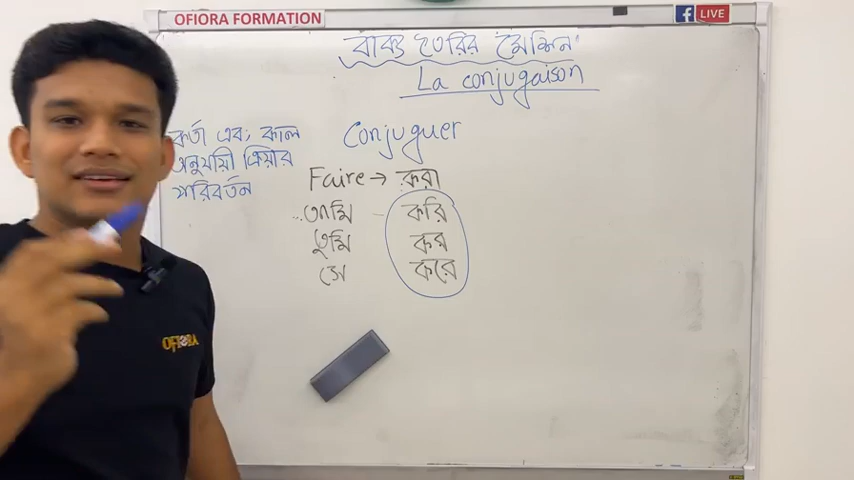 OFIORA FORMATION
f LIVE
বাক্য তৈরির মেশিন
La conjugaison
কর্তা এবং কাল
অনুযায়ী ক্রিয়ার
পরিবর্তন
Conjuguer
Faire → করা
আমি - করি
তুমি কর
সে করে
OFIORA